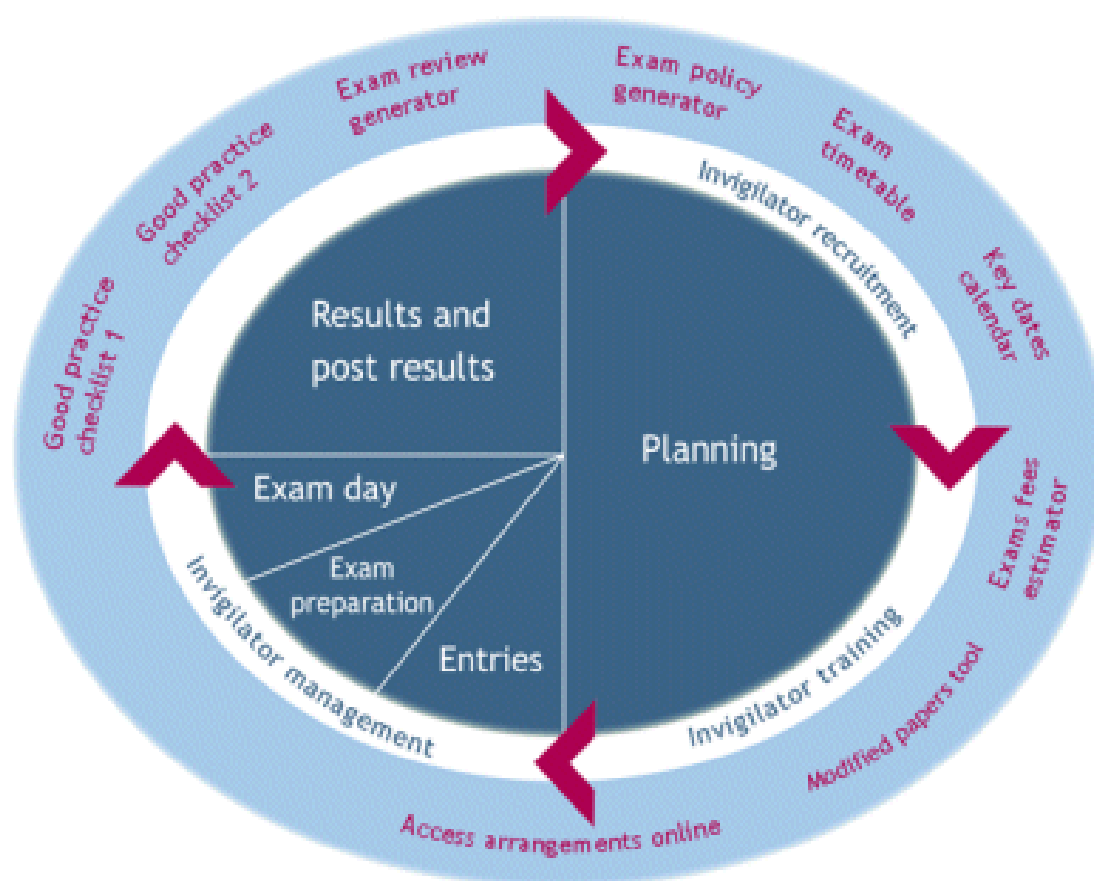 Exam review
generator
Exam policy
generator
Exam
timetable
Key dates
calendar
Exams fees
estimator
Modified papers tool
Access arrangements online
Good practice
checklist 1
Good practice
checklist 2
Invigilator recruitment
Invigilator training
Invigilator management
Results and
post results
Planning
Exam day
Exam
preparation
Entries